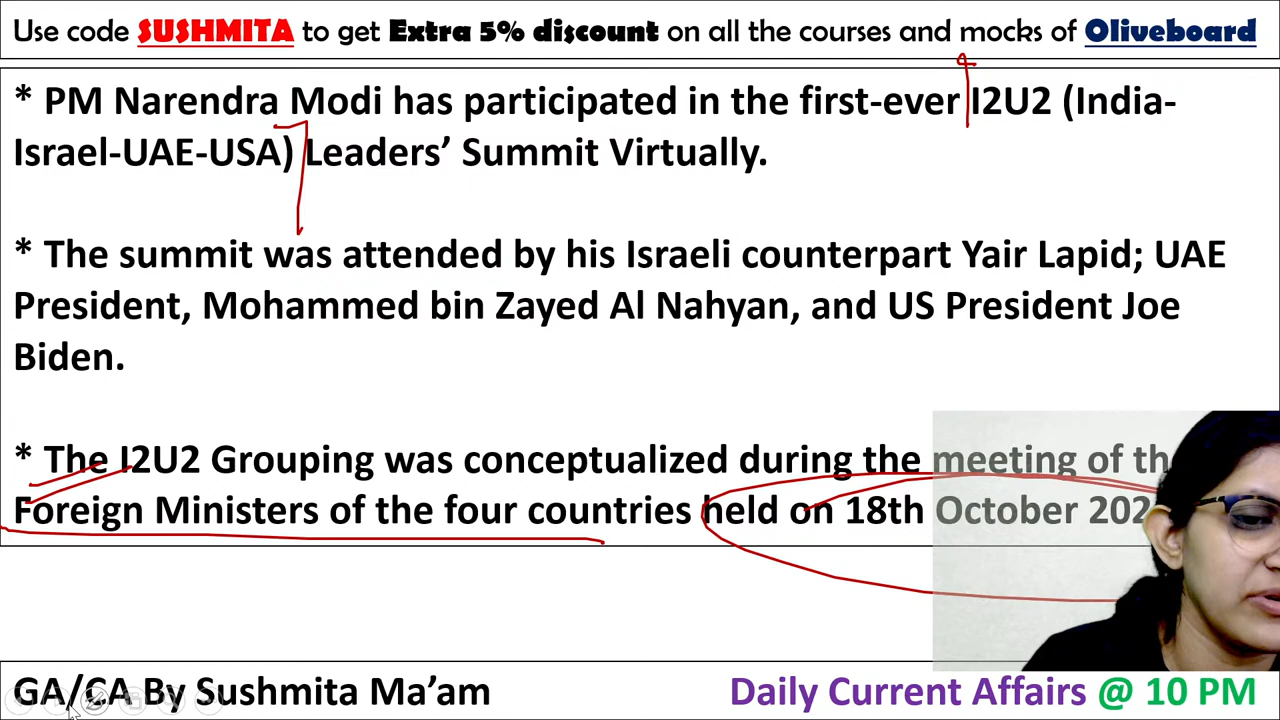 Use code SUSHMITA to get Extra 5% discount on all the courses and mocks of Oliveboard
* PM Narendra Modi has participated in the first-ever I2U2 (India-
Israel-UAE-USA) Leaders’ Summit Virtually.
* The summit was attended by his Israeli counterpart Yair Lapid; UAE
President, Mohammed bin Zayed Al Nahyan, and US President Joe
Biden.
* The I2U2 Grouping was conceptualized during the meeting of
Foreign Ministers of the four countries held on 18th October
GA/CA By Sushmita Ma’am
Daily Current Affairs @ 10 PM